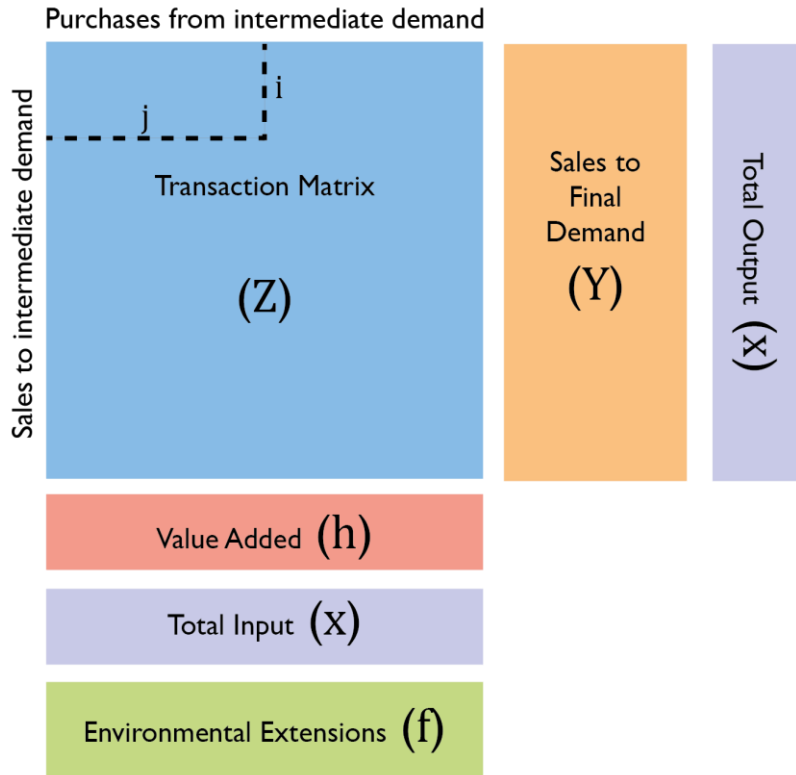 Purchases from intermediate demand
Sales to intermediate demand
i
j
Transaction Matrix
(Z)
Sales to
Final
Demand
(Y)
Total Output (x)
Value Added (h)
Total Input (x)
Environmental Extensions (f)